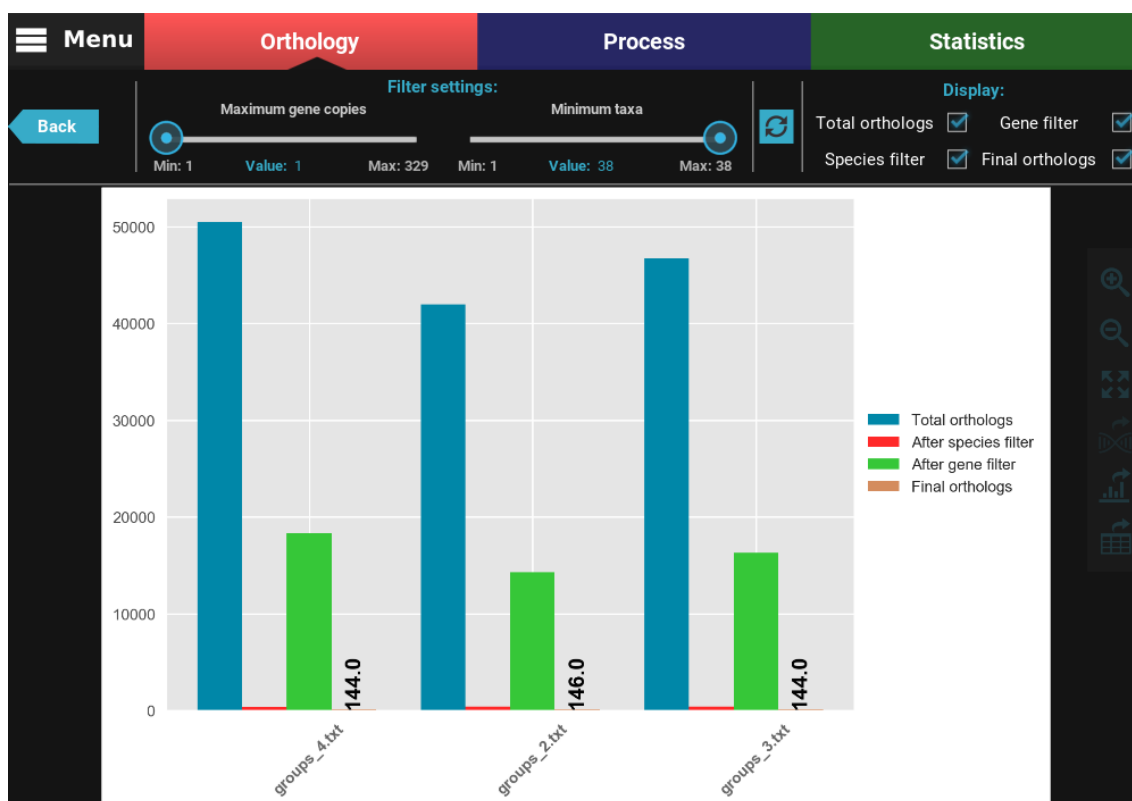 Menu
Orthology
Process
Statistics
Back
Filter settings:
Maximum gene copies
Min: 1
Value: 1
Max: 329
Minimum taxa
Min: 1
Value: 38
Max: 38
Display:
Total orthologs
Gene filter
Species filter
Final orthologs
50000
40000
30000
20000
10000
0
144.0
146.0
144.0
groups_4.txt
groups_2.txt
groups_3.txt
Total orthologs
After species filter
After gene filter
Final orthologs